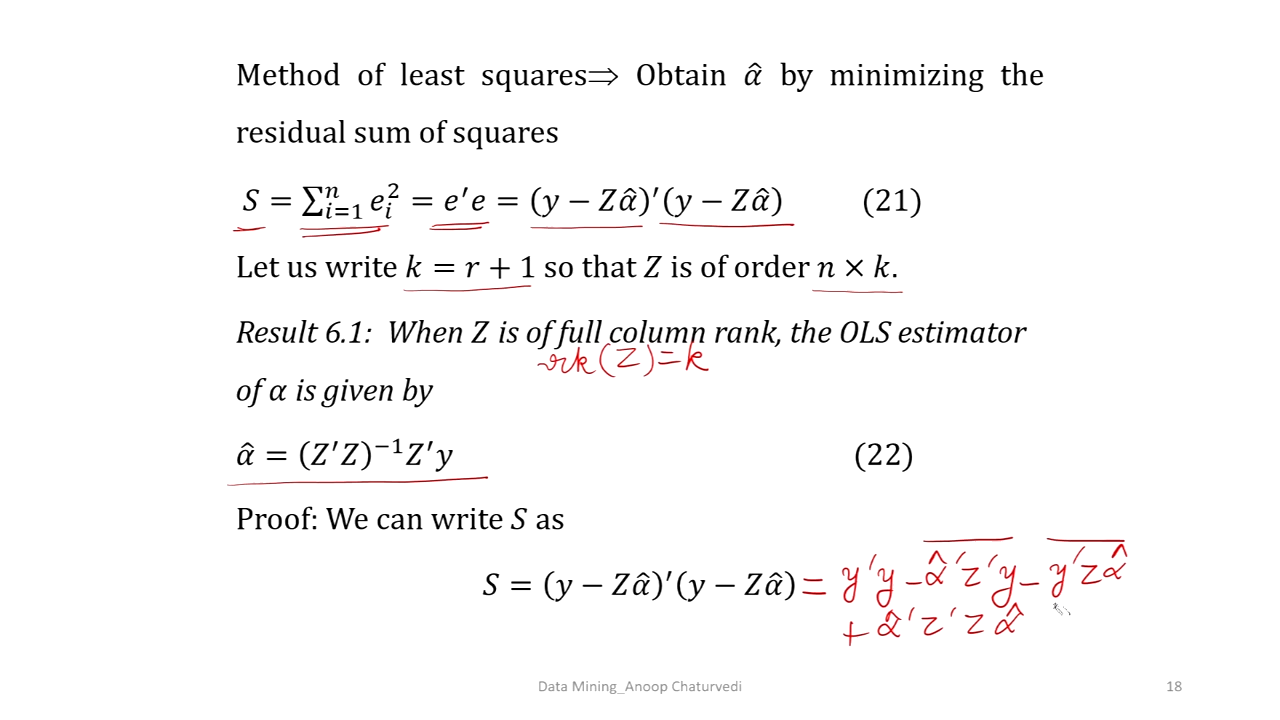 Method of least squares⟹ Obtain α̂ by minimizing the
residual sum of squares
S = ∑ⁿᵢ₌₁ eᵢ² = e′e = (y − Zα̂)′(y − Zα̂) (21)
Let us write k = r + 1 so that Z is of order n × k.
Result 6.1: When Z is of full column rank, the OLS estimator
rk(Z)=k
of α is given by
α̂ = (Z′Z)⁻¹Z′y (22)
Proof: We can write S as
S = (y − Zα̂)′(y − Zα̂) = y′y − α̂′z′y − y′zα̂
+ α̂′z′zα̂
Data Mining_Anoop Chaturvedi 18